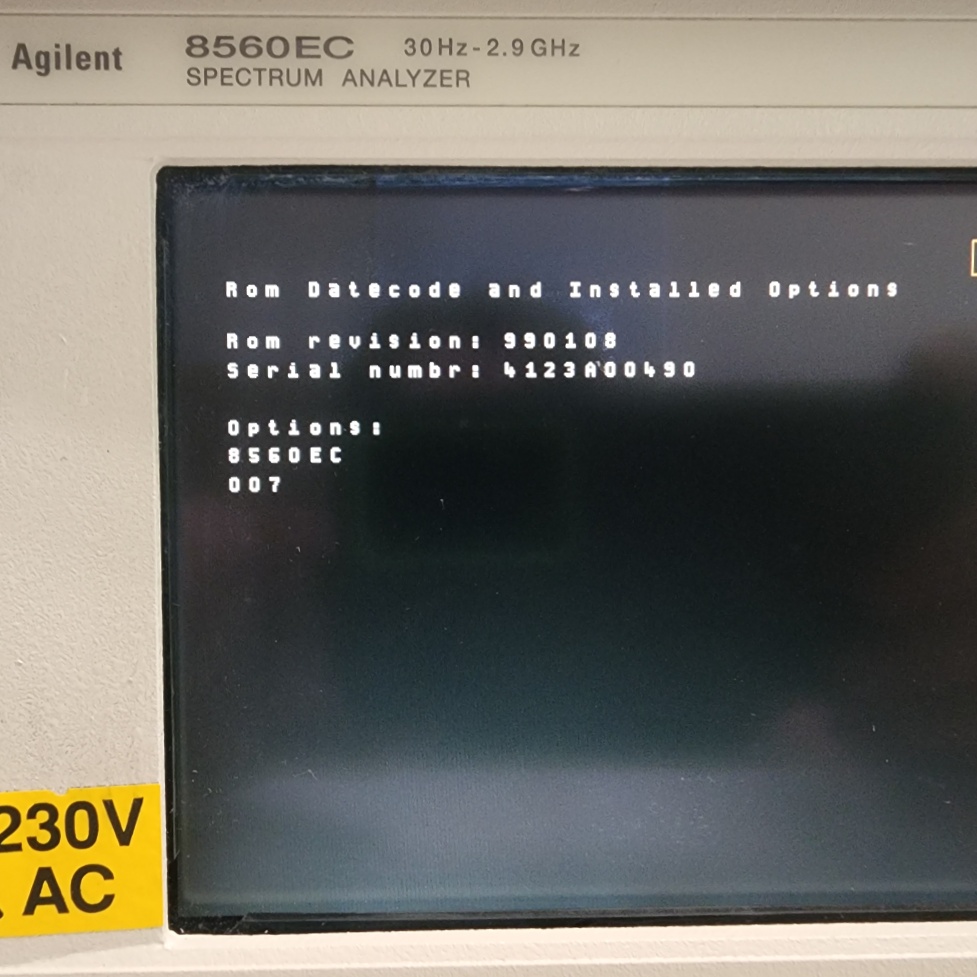 Agilent 8560EC 30Hz-2.9GHz
SPECTRUM ANALYZER
Rom Datecode and Installed Options
Rom revision: 990108
Serial numbr: 4123A00490
Options:
8560EC
007
230V
AC